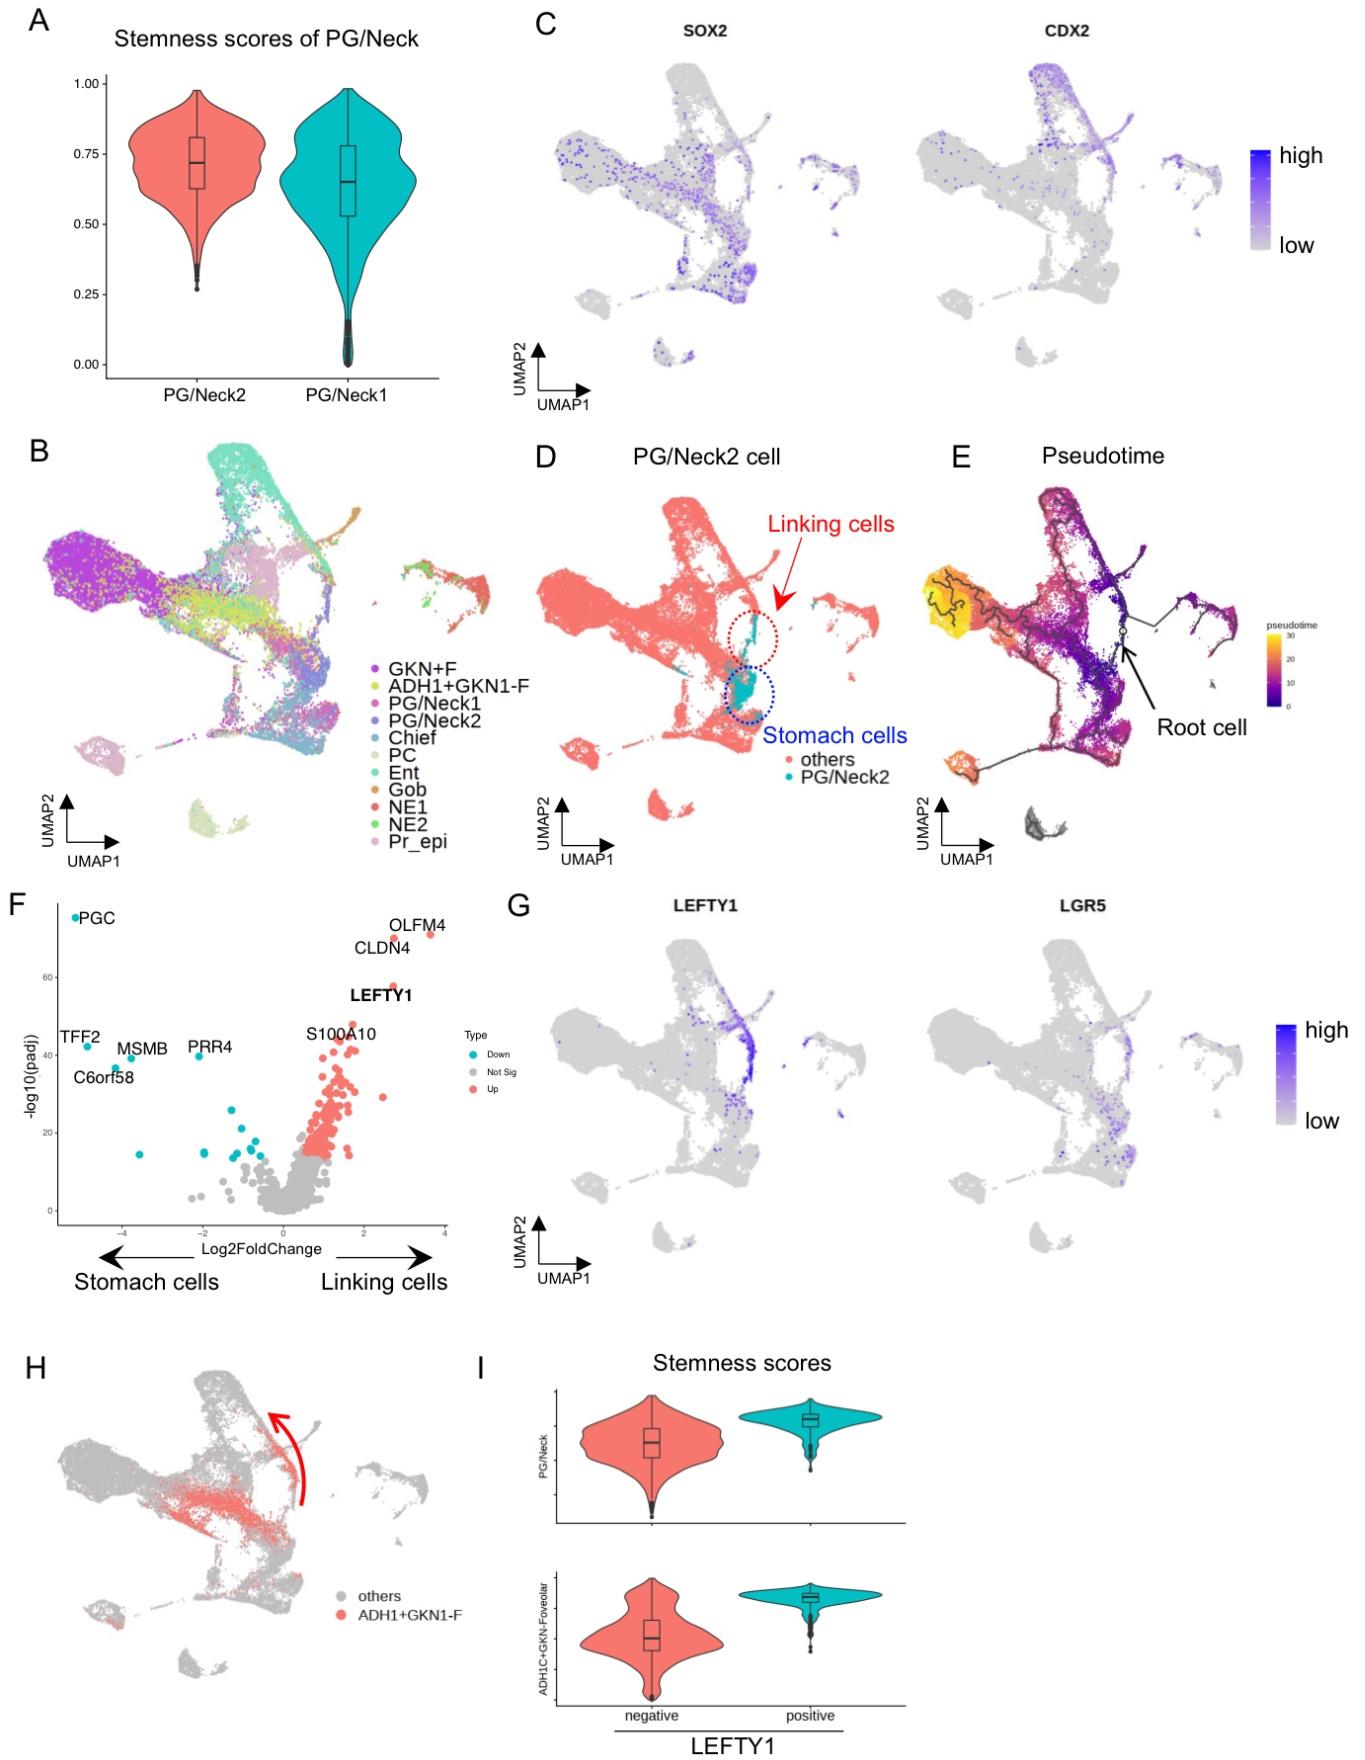 A
Stemness scores of PG/Neck
1.00
0.75
0.50
0.25
0.00
PG/Neck2
PG/Neck1
C
SOX2
CDX2
high
low
UMAP2
UMAP1
B
GKN+F
ADH1+GKN1-F
PG/Neck1
PG/Neck2
Chief
PC
Ent
Gob
NE1
NE2
Pr_epi
UMAP2
UMAP1
D
PG/Neck2 cell
Linking cells
Stomach cells
others
PG/Neck2
UMAP2
UMAP1
E
Pseudotime
pseudotime
30
20
10
0
Root cell
UMAP2
UMAP1
F
PGC
OLFM4
CLDN4
LEFTY1
S100A10
TFF2
MSMB
PRR4
C6orf58
-log10(padj)
60
40
20
0
−4
−2
0
2
4
Log2FoldChange
Type
Down
Not Sig
Up
Stomach cells
Linking cells
G
LEFTY1
LGR5
high
low
UMAP2
UMAP1
H
others
ADH1+GKN1-F
I
Stemness scores
PG/Neck
ADH1C+GKN-Foveolar
negative
positive
LEFTY1